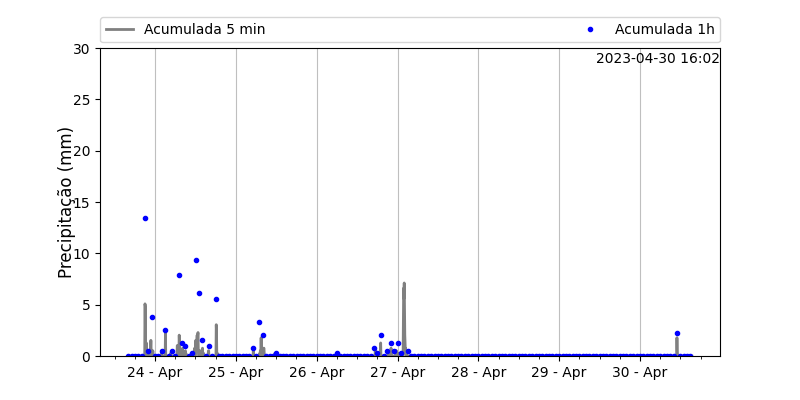 Acumulada 5 min
Acumulada 1h
2023-04-30 16:02
Precipitação (mm)
30
25
20
15
10
5
0
24 - Apr
25 - Apr
26 - Apr
27 - Apr
28 - Apr
29 - Apr
30 - Apr